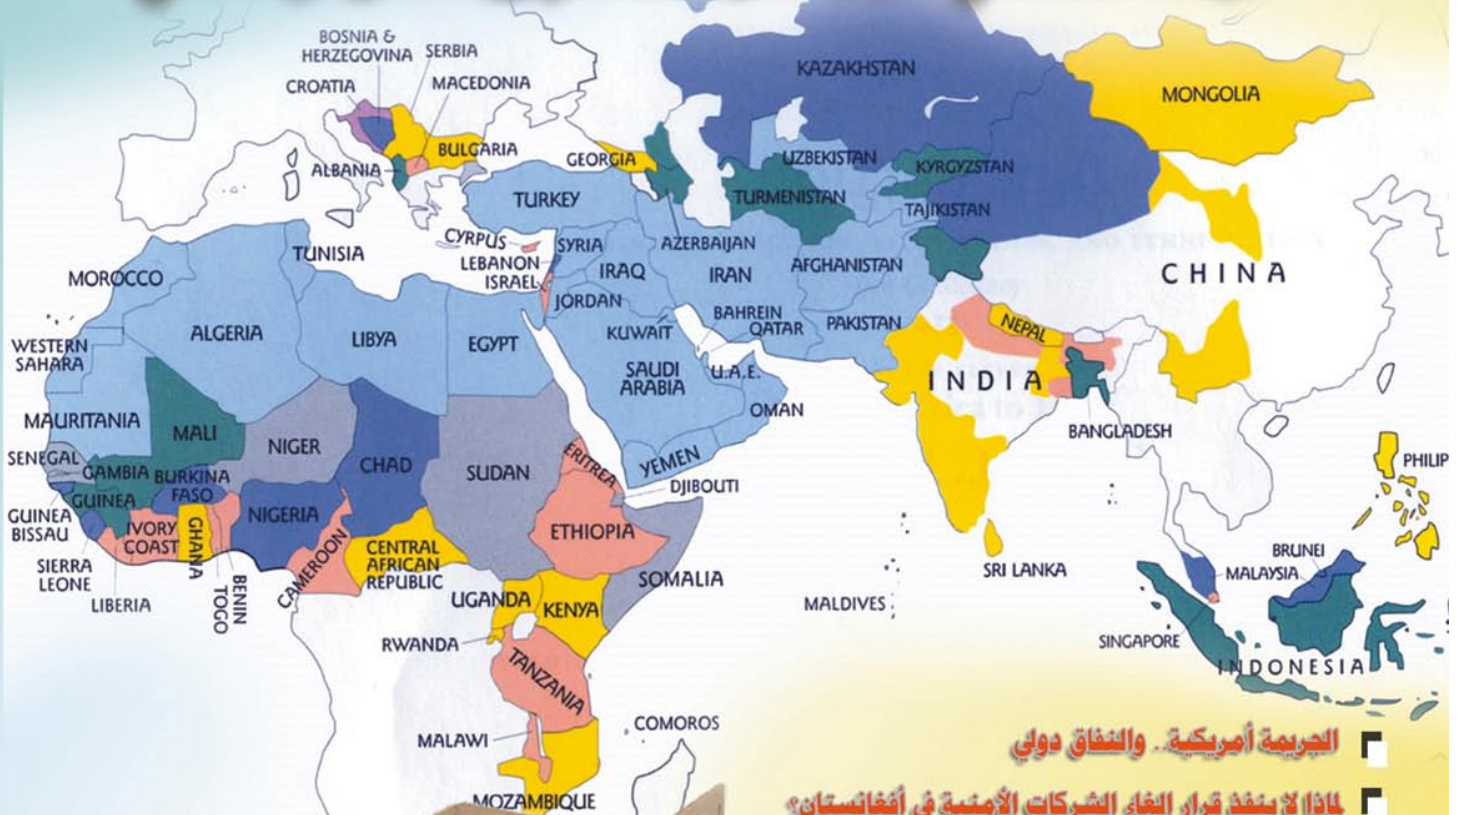 BOSNIA &
HERZEGOVINA
SERBIA
CROATIA
MACEDONIA
BULGARIA
ALBANIA
GEORGIA
KAZAKHSTAN
MONGOLIA
UZBEKISTAN
KYRGYZSTAN
TURMENISTAN
TAJIKISTAN
TURKEY
CYRPUS
SYRIA
LEBANON
ISRAEL
AZERBAIJAN
TUNISIA
MOROCCO
IRAQ
IRAN
AFGHANISTAN
CHINA
JORDAN
BAHREIN
KUWAIT
QATAR
PAKISTAN
NEPAL
ALGERIA
LIBYA
EGYPT
WESTERN
SAHARA
SAUDI
ARABIA
U.A.E.
OMAN
INDIA
BANGLADESH
MAURITANIA
MALI
NIGER
CHAD
SUDAN
ERITREA
YEMEN
DJIBOUTI
SENEGAL
GAMBIA
BURKINA
FASO
GUINEA
GUINEA
BISSAU
NIGERIA
IVORY
COAST
GHANA
SIERRA
LEONE
LIBERIA
BENIN
TOGO
CAMEROON
CENTRAL
AFRICAN
REPUBLIC
ETHIOPIA
SOMALIA
UGANDA
KENYA
RWANDA
TANZANIA
MALAWI
COMOROS
MOZAMBIQUE
SRI LANKA
MALDIVES
PHILIP
BRUNEI
MALAYSIA
SINGAPORE
INDONESIA
الجريمة أمريكية.. والنفاق دولي
لماذا لا ينفذ قرار إلغاء الشركات الأمنية في أفغانستان؟